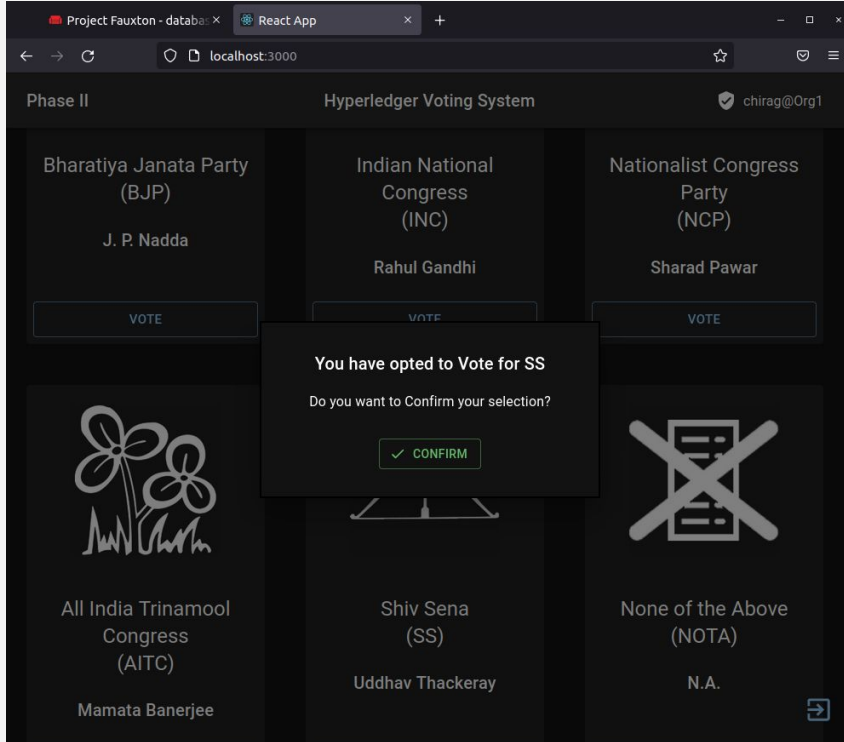 Project Fauxton - databas
React App
localhost:3000
Phase II
Hyperledger Voting System
chirag@Org1
Bharatiya Janata Party
(BJP)
J. P. Nadda
VOTE
Indian National
Congress
(INC)
Rahul Gandhi
VOTE
Nationalist Congress
Party
(NCP)
Sharad Pawar
VOTE
You have opted to Vote for SS
Do you want to Confirm your selection?
CONFIRM
All India Trinamool
Congress
(AITC)
Mamata Banerjee
Shiv Sena
(SS)
Uddhav Thackeray
None of the Above
(NOTA)
N.A.